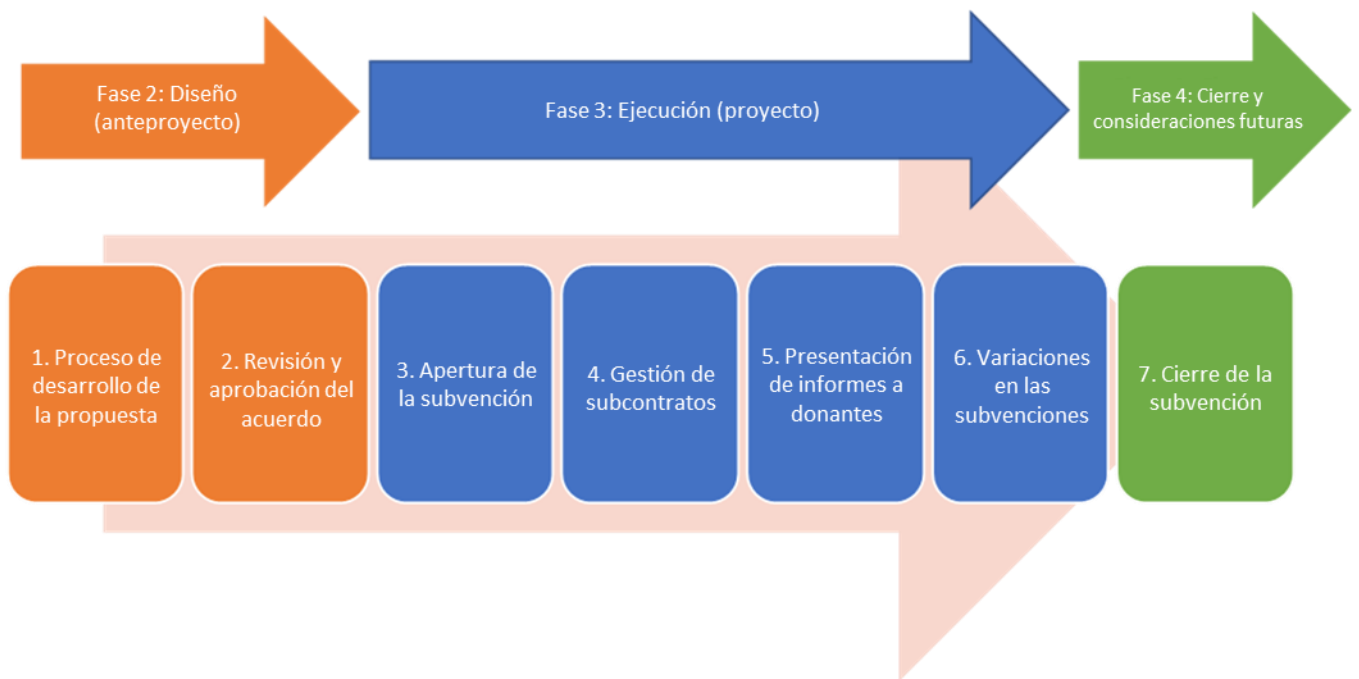 Fase 2: Diseño
(anteproyecto)
Fase 3: Ejecución (proyecto)
Fase 4: Cierre y
consideraciones futuras
1. Proceso de
desarrollo de
la propuesta
2. Revisión y
aprobación del
acuerdo
3. Apertura de
la subvención
4. Gestión de
subcontratos
5. Presentación
de informes a
donantes
6. Variaciones
en las
subvenciones
7. Cierre de la
subvención